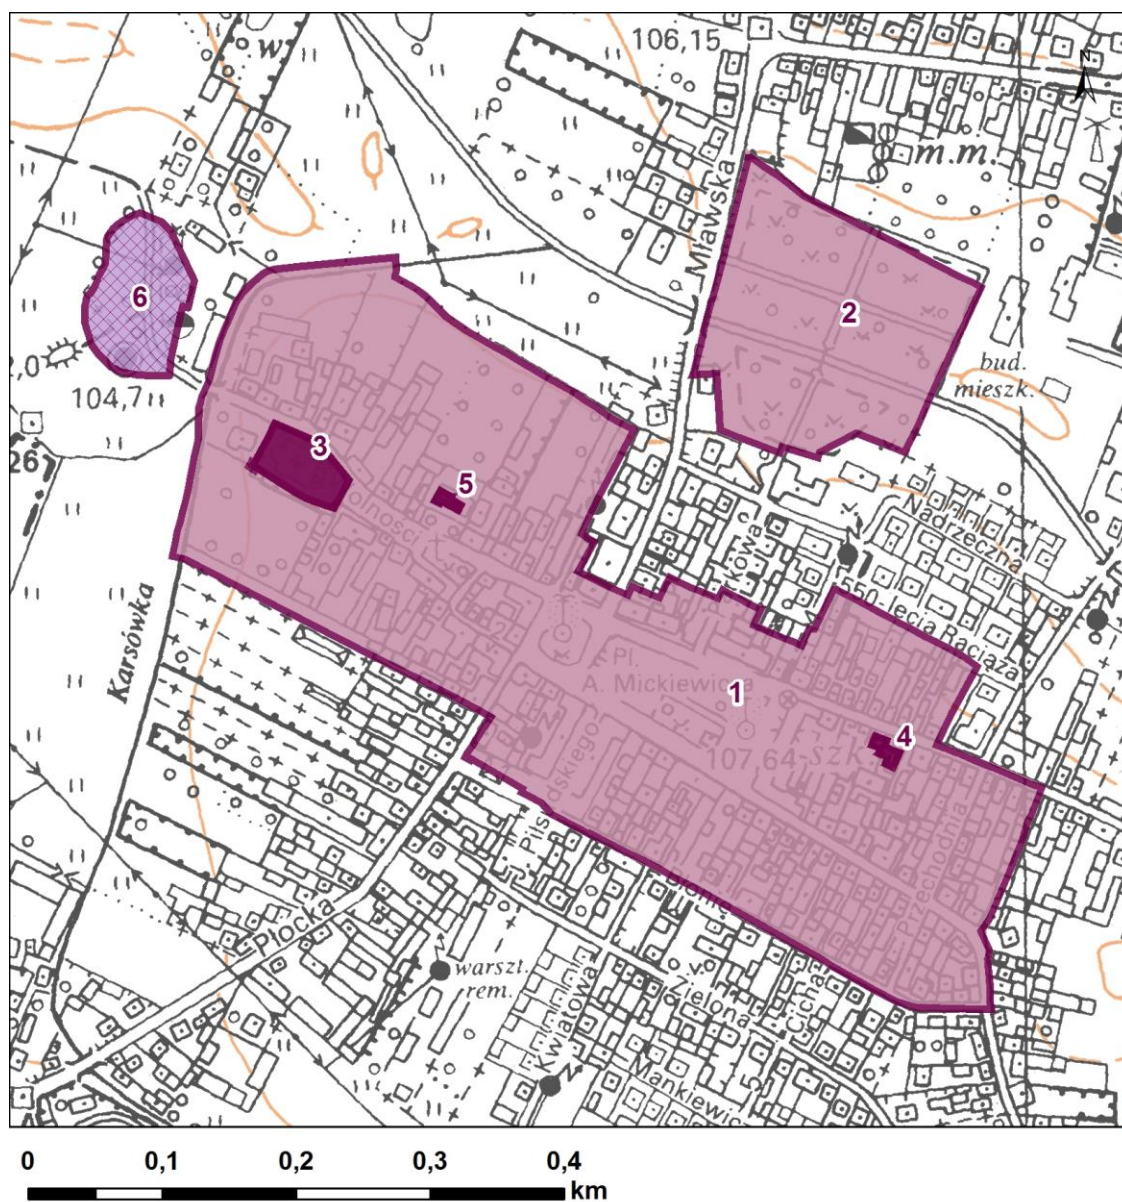 w
106,15
N
m.m.
Mławska
6
2
bud.
mieszk.
2,0
104,7
26
3
5
Nadrzeczna
550-lecia Raciąża
Karsówka
Pl.
A. Mickiewicza
1
4
107,64
szk.
Płocka
warszt.
rem.
Zielona
Cicha
Kwiatowa
0
0,1
0,2
0,3
0,4
km